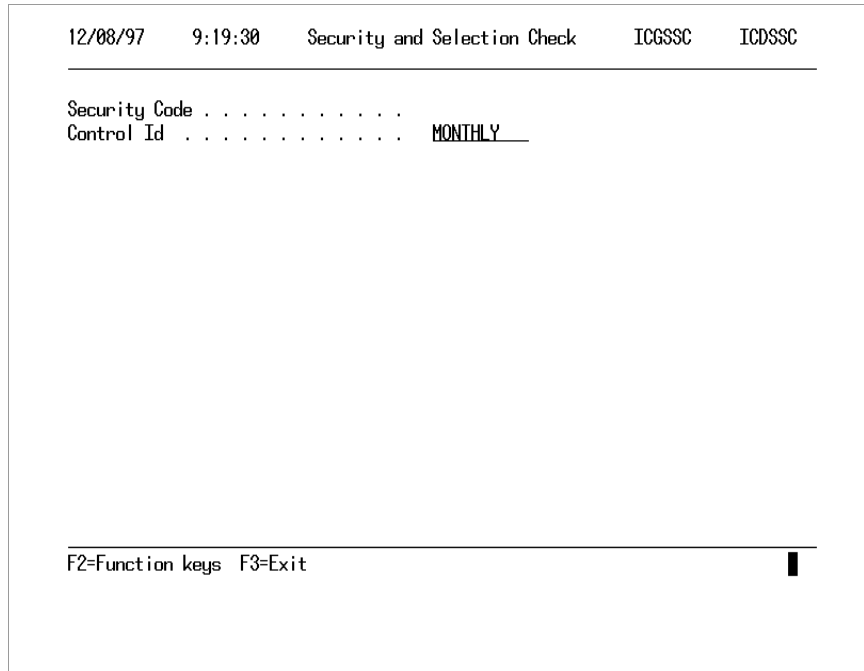 12/08/97 9:19:30 Security and Selection Check ICGSSC ICDSSC
Security Code . . . . . . . . . . .
Control Id . . . . . . . . . . . . MONTHLY
F2=Function keys F3=Exit